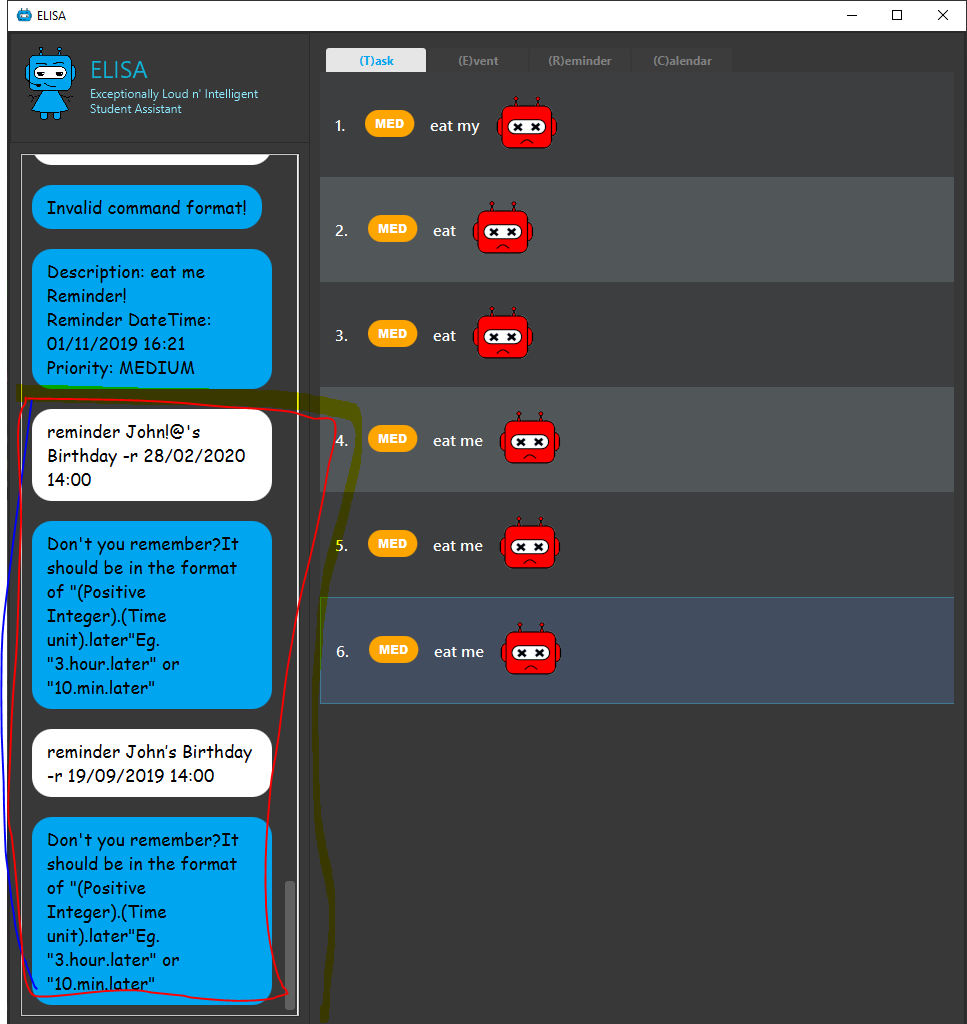 ELISA
ELISA
Exceptionally Loud n' Intelligent
Student Assistant
Invalid command format!
Description: eat me
Reminder!
Reminder DateTime:
01/11/2019 16:21
Priority: MEDIUM
reminder John!@'s
Birthday -r 28/02/2020
14:00
Don't you remember?It
should be in the format
of "(Positive
Integer).(Time
unit).later"Eg.
"3.hour.later" or
"10.min.later"
reminder John's Birthday
-r 19/09/2019 14:00
Don't you remember?It
should be in the format
of "(Positive
Integer).(Time
unit).later"Eg.
"3.hour.later" or
"10.min.later"
(T)ask (E)vent (R)eminder (C)alendar
1. MED eat my
2. MED eat
3. MED eat
4. MED eat me
5. MED eat me
6. MED eat me